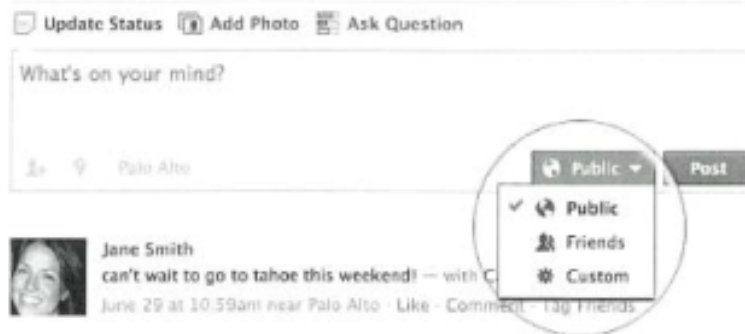 Update Status Add Photo Ask Question
What's on your mind?
Palo Alto Public Post
Public
Friends
Custom
Jane Smith
can't wait to go to tahoe this weekend! — with C
June 29 at 10:59am near Palo Alto · Like · Comment · Tag Friends